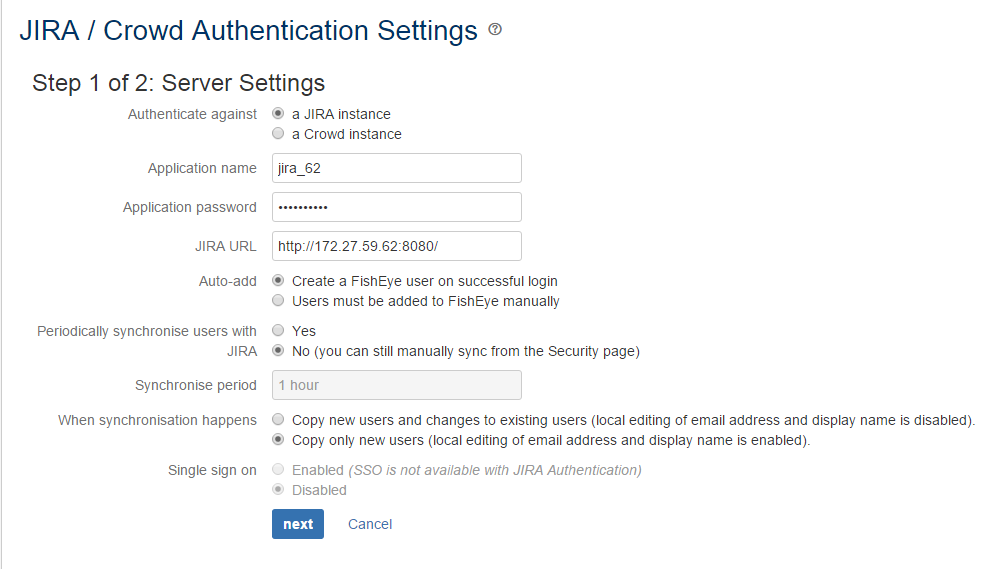 JIRA / Crowd Authentication Settings ?
Step 1 of 2: Server Settings
Authenticate against a JIRA instance
a Crowd instance
Application name jira_62
Application password ••••••••••
JIRA URL http://172.27.59.62:8080/
Auto-add Create a FishEye user on successful login
Users must be added to FishEye manually
Periodically synchronise users with Yes
JIRA No (you can still manually sync from the Security page)
Synchronise period 1 hour
When synchronisation happens Copy new users and changes to existing users (local editing of email address and display name is disabled).
Copy only new users (local editing of email address and display name is enabled).
Single sign on Enabled (SSO is not available with JIRA Authentication)
Disabled
next Cancel